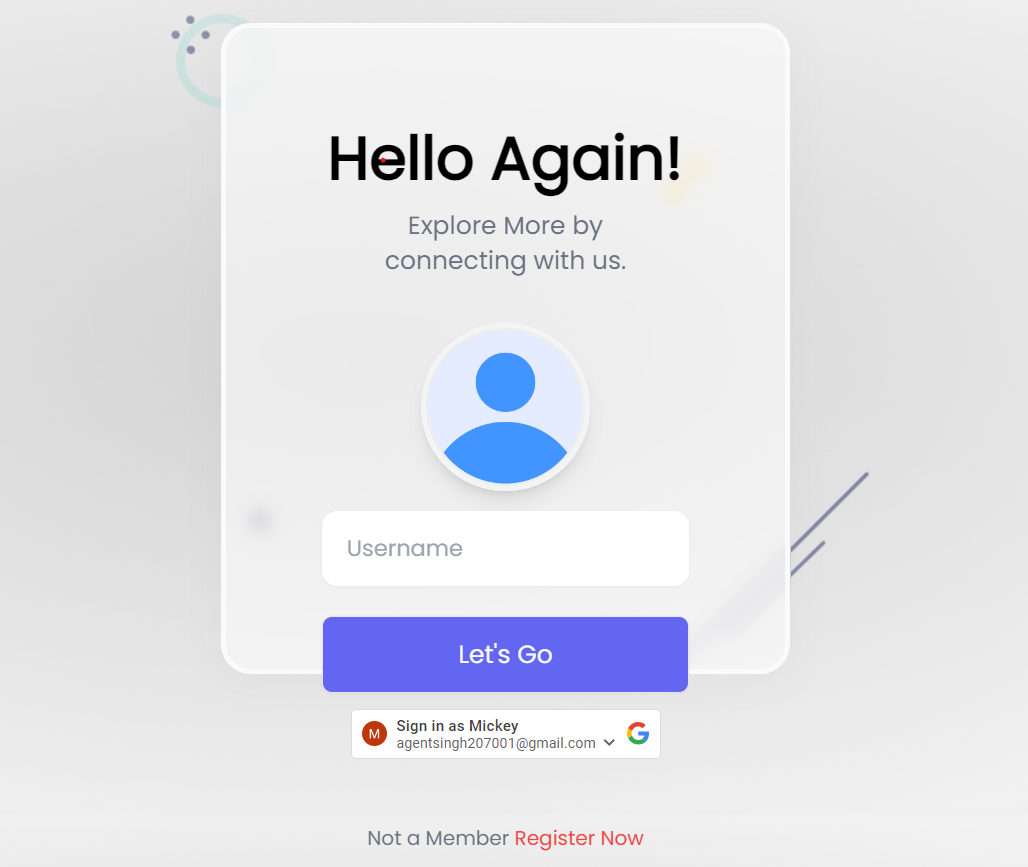 Hello Again!
Explore More by
connecting with us.
Username
Let's Go
M
Sign in as Mickey
agentsingh207001@gmail.com
G
Not a Member Register Now